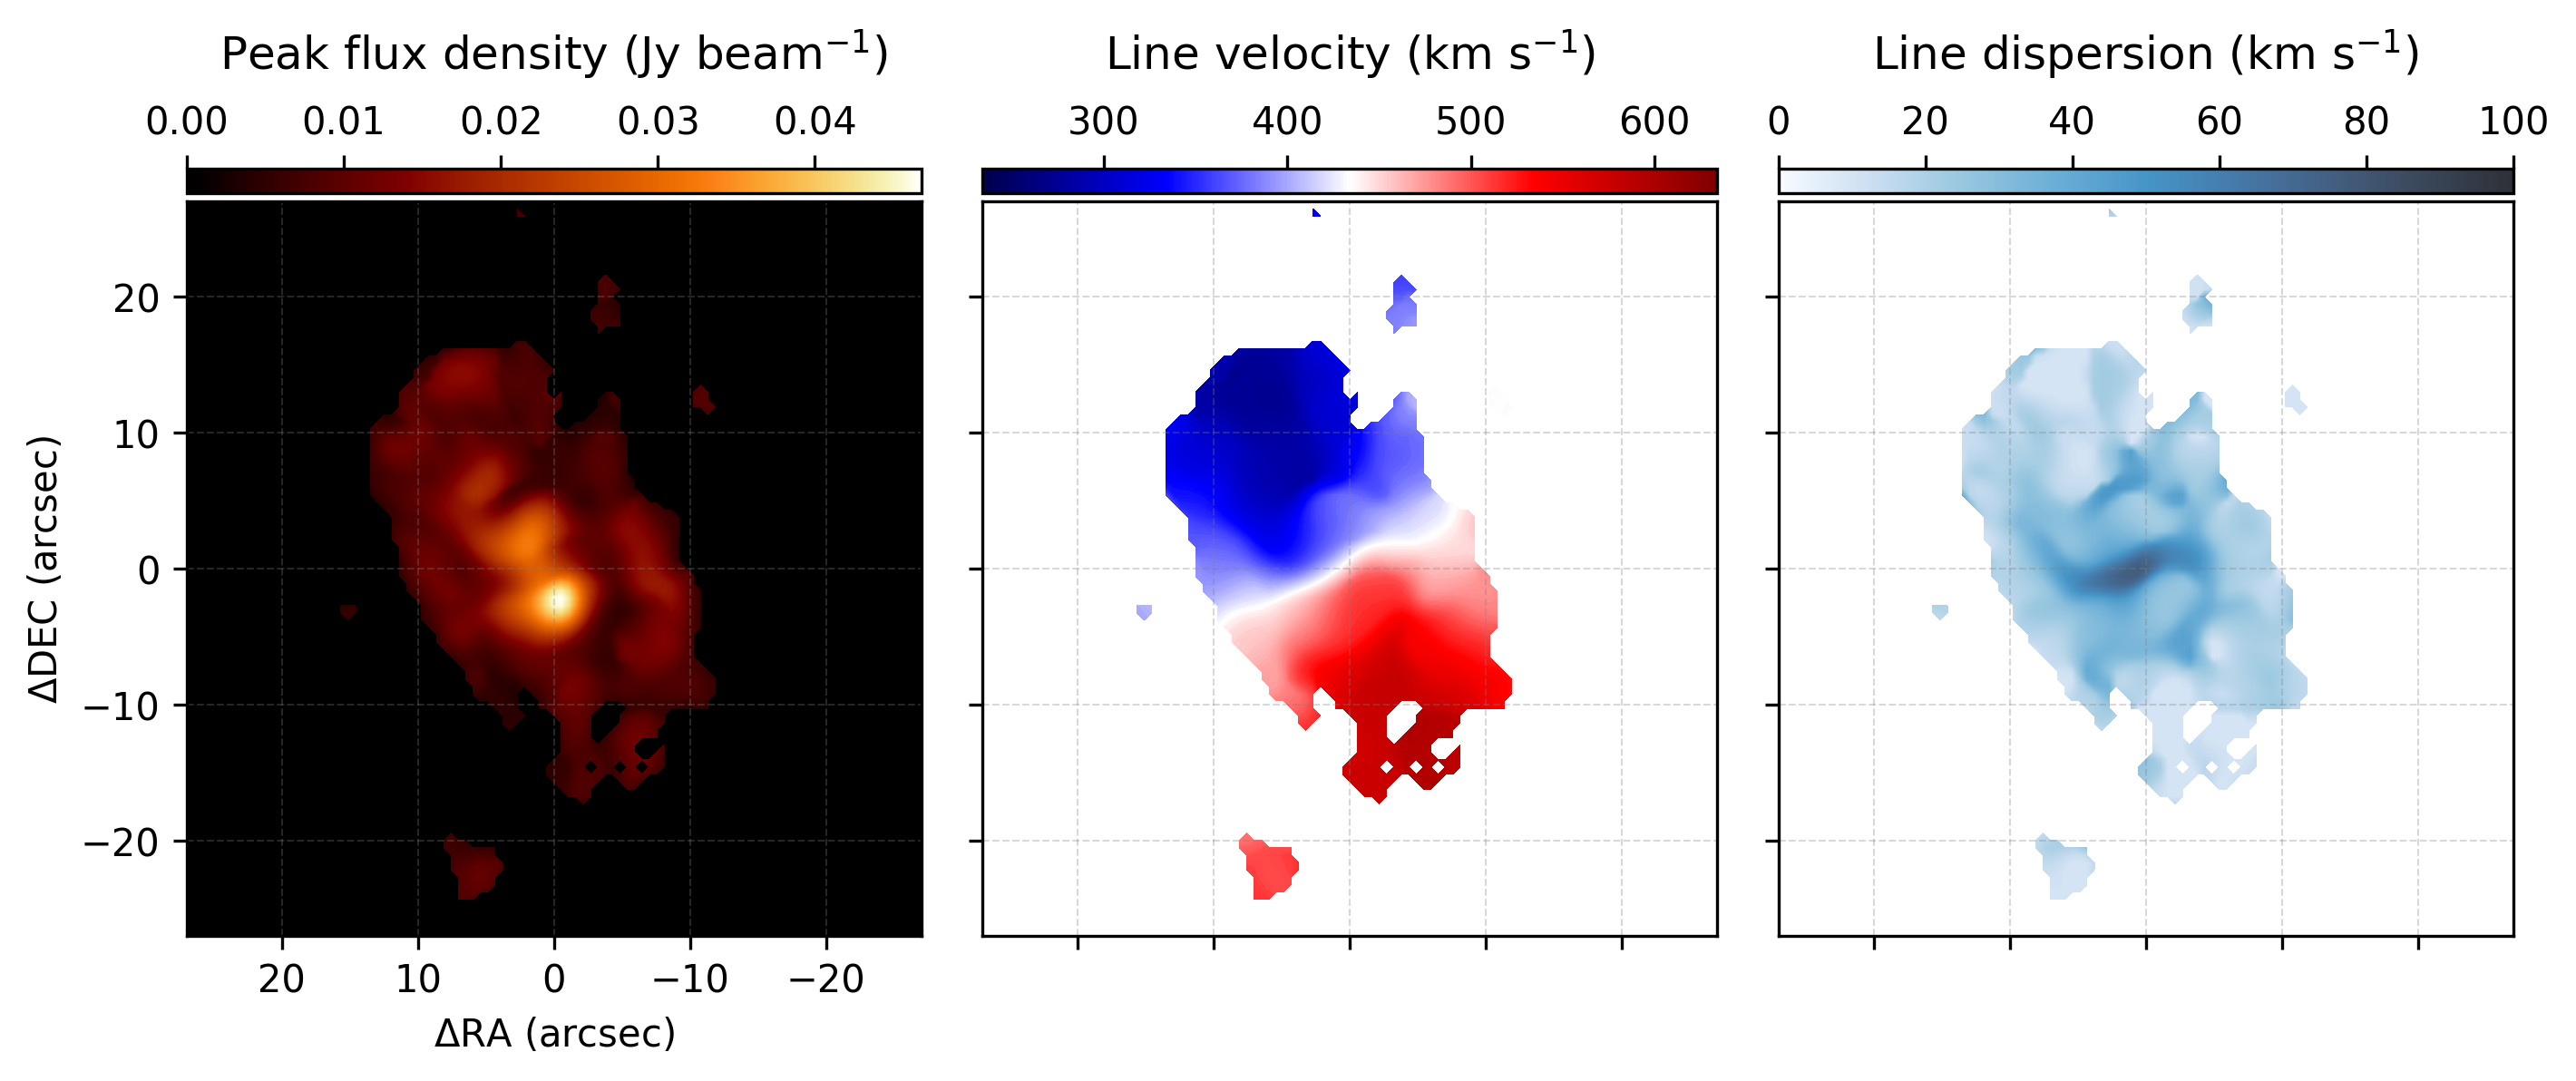 Peak flux density (Jy beam⁻¹) Line velocity (km s⁻¹) Line dispersion (km s⁻¹)
0.00 0.01 0.02 0.03 0.04 300 400 500 600 0 20 40 60 80 100
20
10
0
−10
−20
ΔDEC (arcsec)
20 10 0 −10 −20
ΔRA (arcsec)